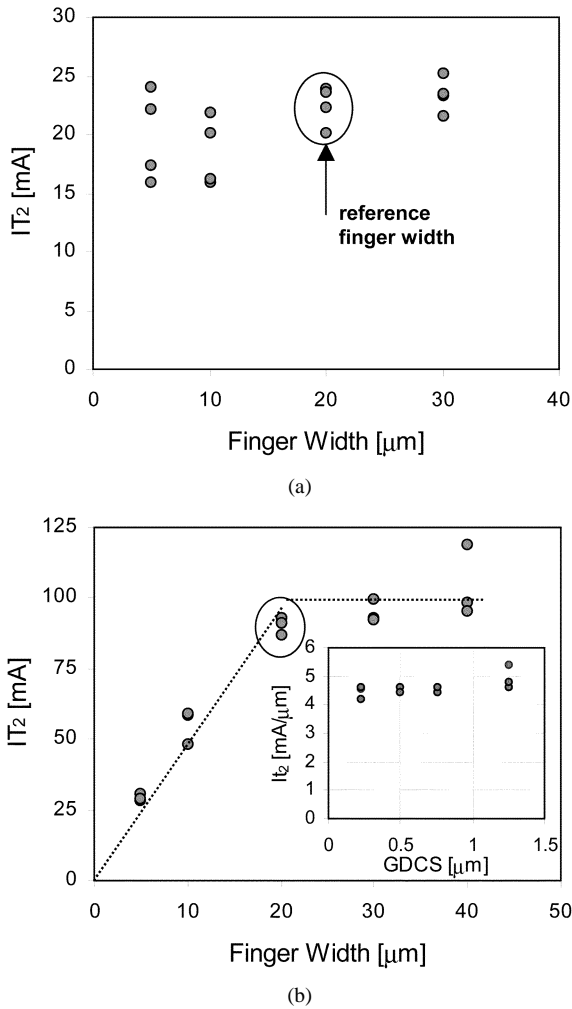 30
25
20
15
10
5
0
IT2 [mA]
reference
finger width
0 10 20 30 40
Finger Width [μm]
(a)
125
100
75
50
25
0
IT2 [mA]
6
5
4
3
2
1
0
It2 [mA/μm]
0 0.5 1 1.5
GDCS [μm]
0 10 20 30 40 50
Finger Width [μm]
(b)